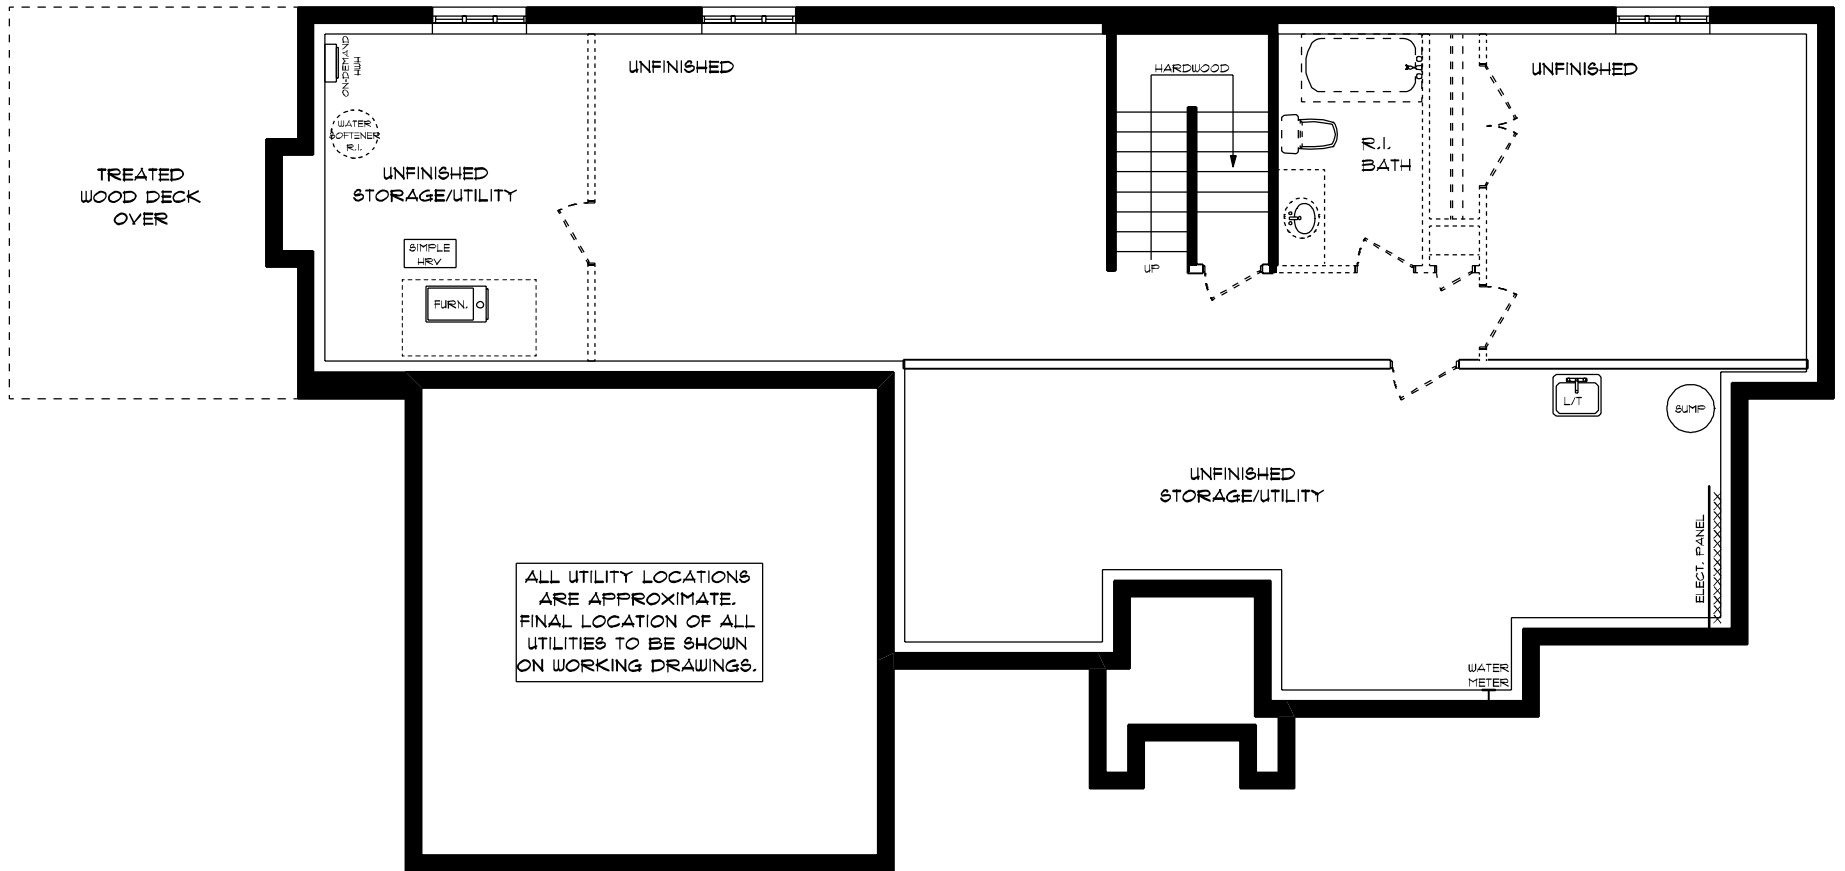 ON-DEMAND
HWH
UNFINISHED
HARDWOOD
UNFINISHED
WATER
SOFTENER
R.I.
R.I.
BATH
TREATED
WOOD DECK
OVER
UNFINISHED
STORAGE/UTILITY
SIMPLE
HRV
UP
FURN.
L/T
SUMP
UNFINISHED
STORAGE/UTILITY
ELECT. PANEL
ALL UTILITY LOCATIONS
ARE APPROXIMATE.
FINAL LOCATION OF ALL
UTILITIES TO BE SHOWN
ON WORKING DRAWINGS.
WATER
METER